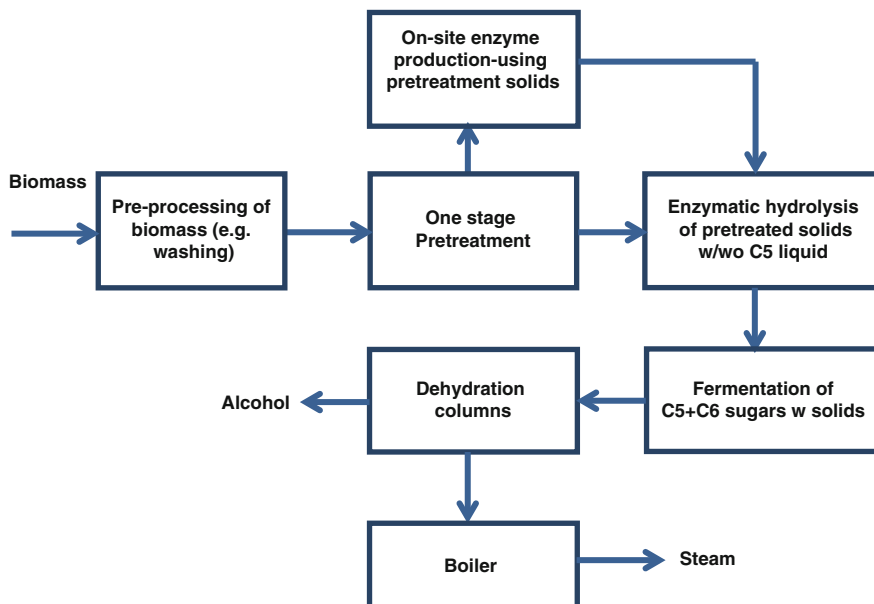 On-site enzyme
production-using
pretreatment solids
Biomass
Pre-processing of
biomass (e.g.
washing)
One stage
Pretreatment
Enzymatic hydrolysis
of pretreated solids
w/wo C5 liquid
Alcohol
Dehydration
columns
Fermentation of
C5+C6 sugars w solids
Boiler
Steam